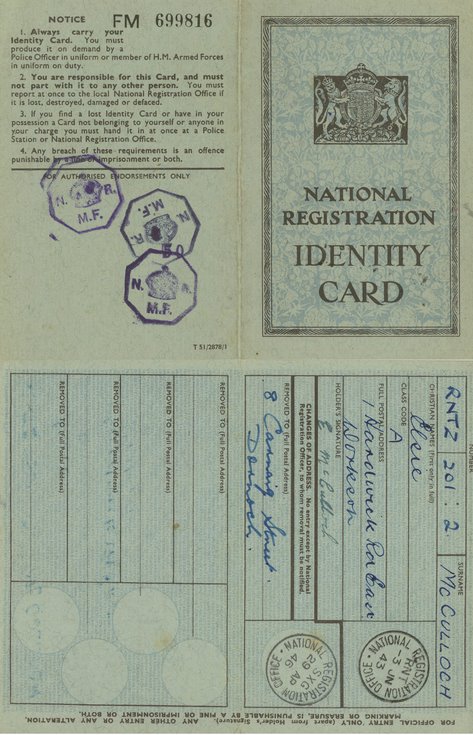 NOTICE
FM 699816
1. Always carry your
Identity Card. You must
produce it on demand by a
Police Officer in uniform or member of H.M. Armed Forces
in uniform on duty.
2. You are responsible for this Card, and must
not part with it to any other person. You must
report at once to the local National Registration Office if
it is lost, destroyed, damaged or defaced.
3. If you find a lost Identity Card or have in your
possession a Card not belonging to yourself or anyone in
your charge you must hand it in at once at a Police
Station or National Registration Office.
4. Any breach of these requirements is an offence
punishable by a fine or imprisonment or both.
FOR AUTHORISED ENDORSEMENTS ONLY
N. R.
M.F.
N. R.
M.F.
50
N. R.
M.F.
T 51/2878/1
NATIONAL
REGISTRATION
IDENTITY
CARD
NUMBER
RNTZ 201 : 2
SURNAME
McCULLOCH
CHRISTIAN NAMES (First only in full)
Elsie
CLASS CODE
A
FULL POSTAL ADDRESS
1 Hardwick Rd East
Worksop
HOLDER'S SIGNATURE
E. McCulloch
CHANGES OF ADDRESS. No entry except by National
Registration Officer, to whom removal must be notified.
REMOVED TO (Full Postal Address)
8 Canning Street
REMOVED TO (Full Postal Address)
REMOVED TO (Full Postal Address)
REMOVED TO (Full Postal Address)
REMOVED TO (Full Postal Address)
NATIONAL REGISTRATION OFFICE
RNT
3 JN
43
NATIONAL REGISTRATION OFFICE
29 AP
46
FOR OFFICIAL ENTRY ONLY (apart from Holder's Signature). ANY OTHER ENTRY OR ANY ALTERATION,
MARKING OR ERASURE, IS PUNISHABLE BY A FINE OR IMPRISONMENT OR BOTH.